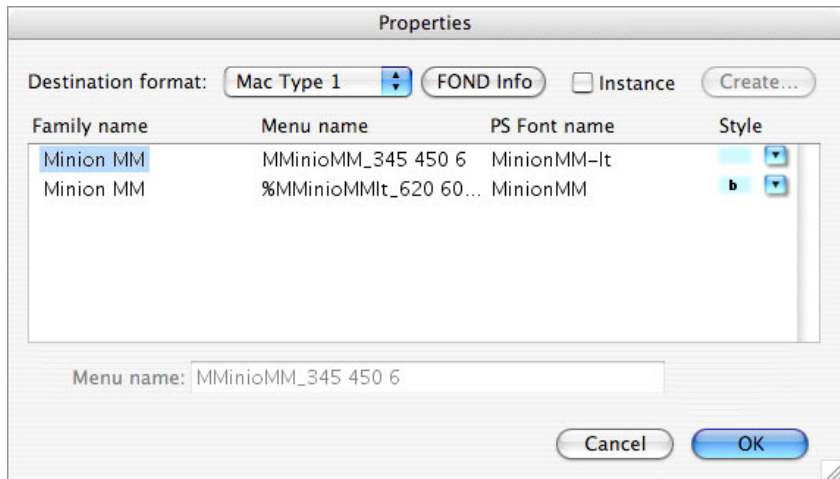 Properties
Destination format: Mac Type 1 FOND Info Instance Create...
Family name Menu name PS Font name Style
Minion MM MMinioMM_345 450 6 MinionMM-It
Minion MM %MMinioMMIt_620 60... MinionMM b
Menu name: MMinioMM_345 450 6
Cancel OK